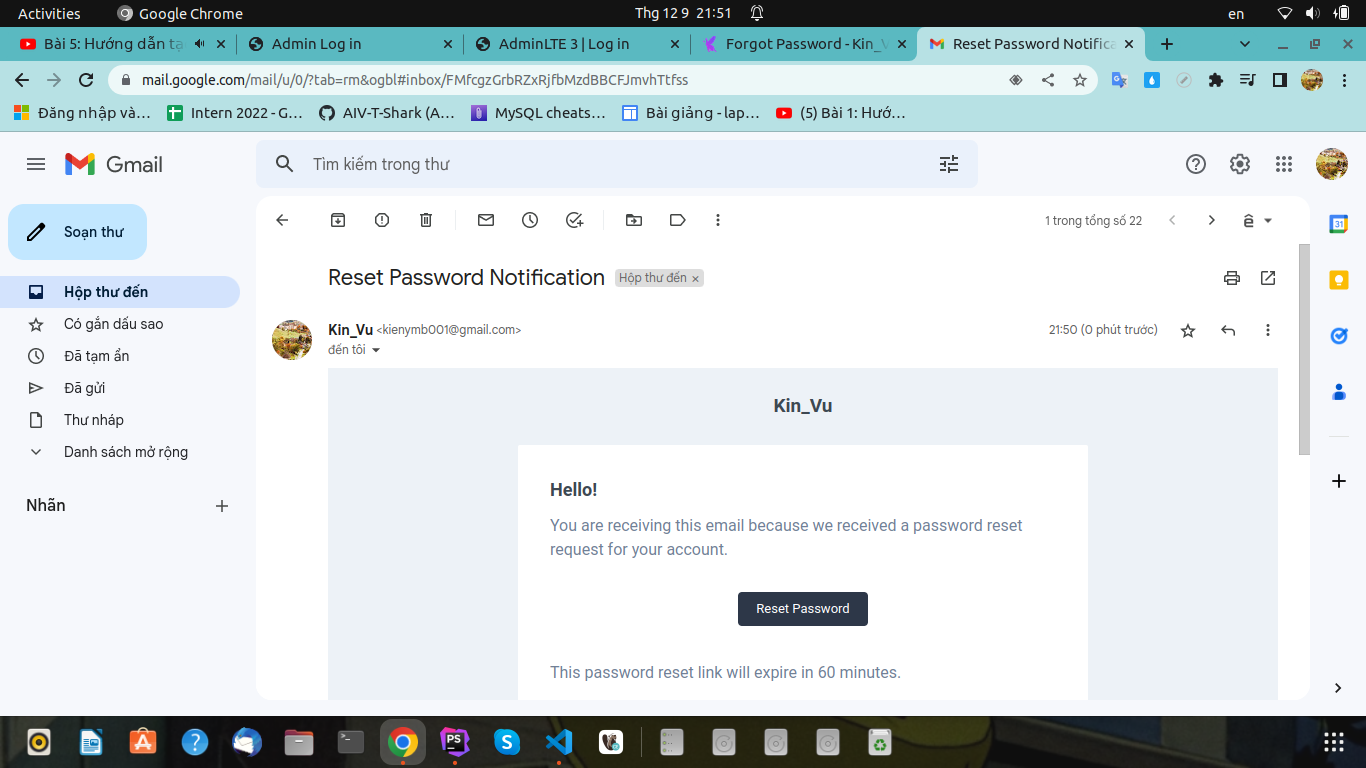 Activities
Google Chrome
Thg 12 9 21:51
en
Bài 5: Hướng dẫn tạ
Admin Log in
AdminLTE 3 | Log in
Forgot Password - Kin_V
Reset Password Notifica
mail.google.com/mail/u/0/?tab=rm&ogbl#inbox/FMfcgzGrbRZxRjfbMzdBBCFJmvhTtfss
Đăng nhập và…
Intern 2022 - G…
AIV-T-Shark (A…
MySQL cheats…
Bài giảng - lap…
(5) Bài 1: Hướ…
Gmail
Tìm kiếm trong thư
Soạn thư
1 trong tổng số 22
Hộp thư đến
Có gắn dấu sao
Đã tạm ẩn
Đã gửi
Thư nháp
Danh sách mở rộng
Nhãn
Reset Password Notification
Hộp thư đến
Kin_Vu <kienymb001@gmail.com>
21:50 (0 phút trước)
đến tôi
Kin_Vu
Hello!
You are receiving this email because we received a password reset
request for your account.
Reset Password
This password reset link will expire in 60 minutes.